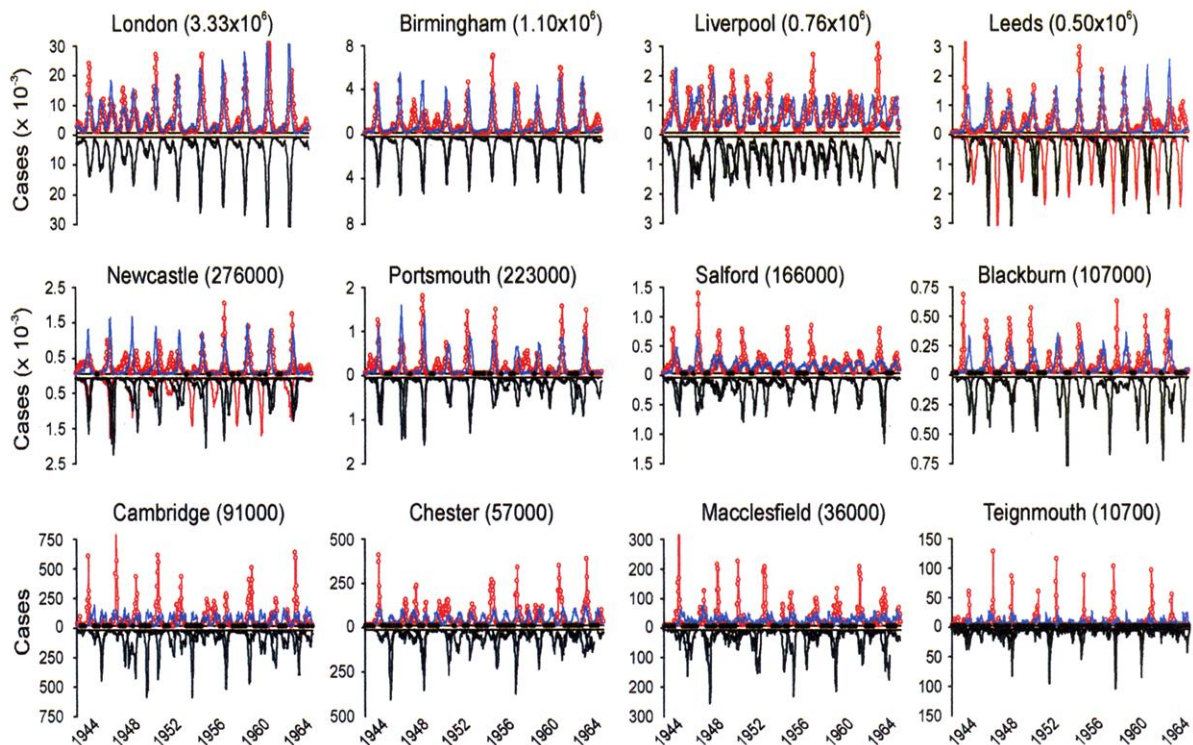 London (3.33x10⁶) Birmingham (1.10x10⁶) Liverpool (0.76x10⁶) Leeds (0.50x10⁶)
Cases (x 10⁻³)
30 20 10 0 10 20 30
8 4 0 4 8
3 2 1 0 1 2 3
3 2 1 0 1 2 3
Newcastle (276000) Portsmouth (223000) Salford (166000) Blackburn (107000)
Cases (x 10⁻³)
2.5 1.5 0.5 0.5 1.5 2.5
2 1 0 1 2
1.5 1.0 0.5 0 0.5 1.0 1.5
0.75 0.50 0.25 0 0.25 0.50 0.75
Cambridge (91000) Chester (57000) Macclesfield (36000) Teignmouth (10700)
Cases
750 500 250 0 250 500 750
500 250 0 250 500
300 200 100 0 100 200 300
150 100 50 0 50 100 150
1944 1948 1952 1956 1960 1964
1944 1948 1952 1956 1960 1964
1944 1948 1952 1956 1960 1964
1944 1948 1952 1956 1960 1964